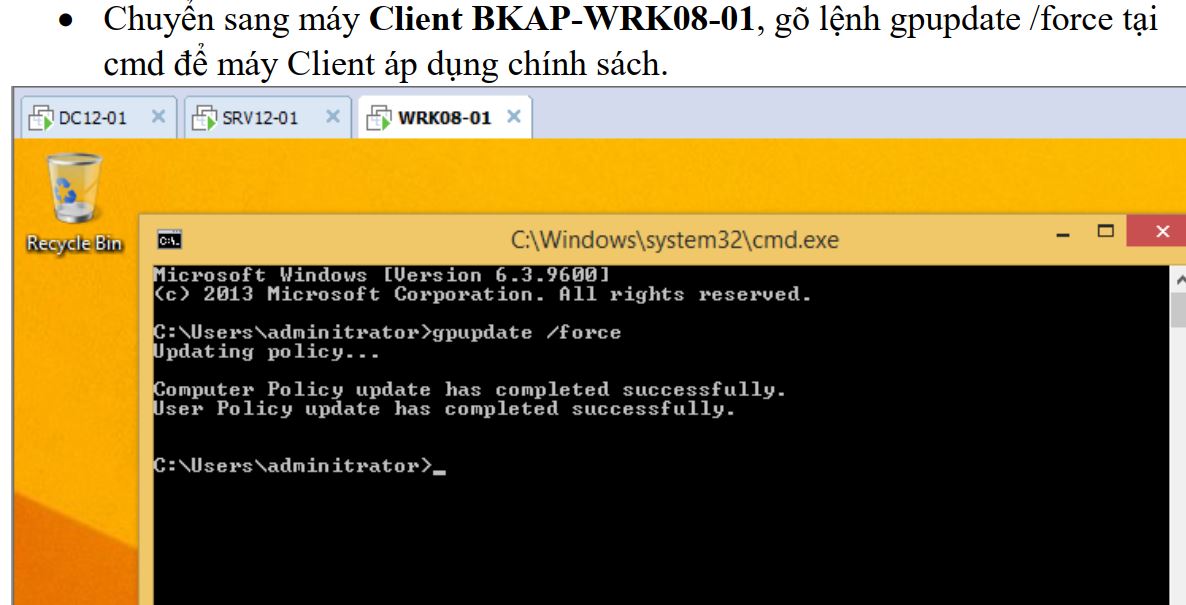 • Chuyển sang máy Client BKAP-WRK08-01, gõ lệnh gpupdate /force tại
cmd để máy Client áp dụng chính sách.
DC12-01 SRV12-01 WRK08-01
Recycle Bin
C:\Windows\system32\cmd.exe
Microsoft Windows [Version 6.3.9600]
(c) 2013 Microsoft Corporation. All rights reserved.
C:\Users\adminitrator>gpupdate /force
Updating policy...
Computer Policy update has completed successfully.
User Policy update has completed successfully.
C:\Users\adminitrator>_